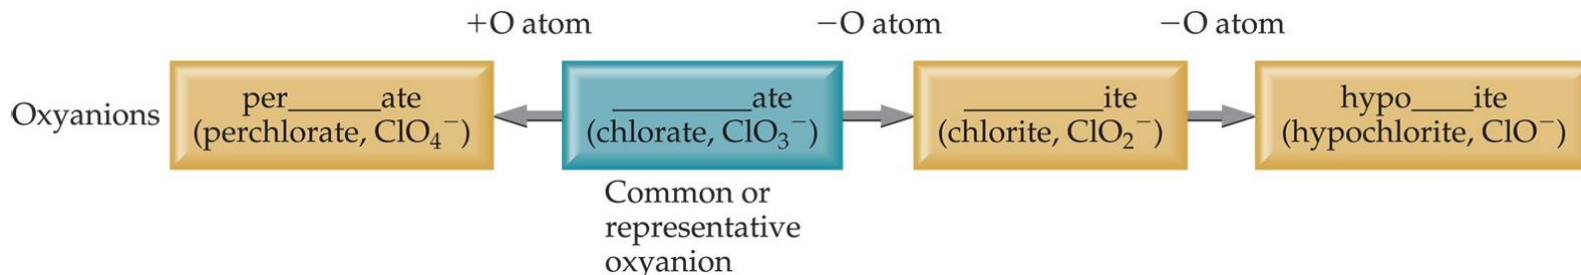 +O atom
−O atom
−O atom
Oxyanions
per______ate
(perchlorate, ClO₄⁻)
_________ate
(chlorate, ClO₃⁻)
_________ite
(chlorite, ClO₂⁻)
hypo____ite
(hypochlorite, ClO⁻)
Common or
representative
oxyanion